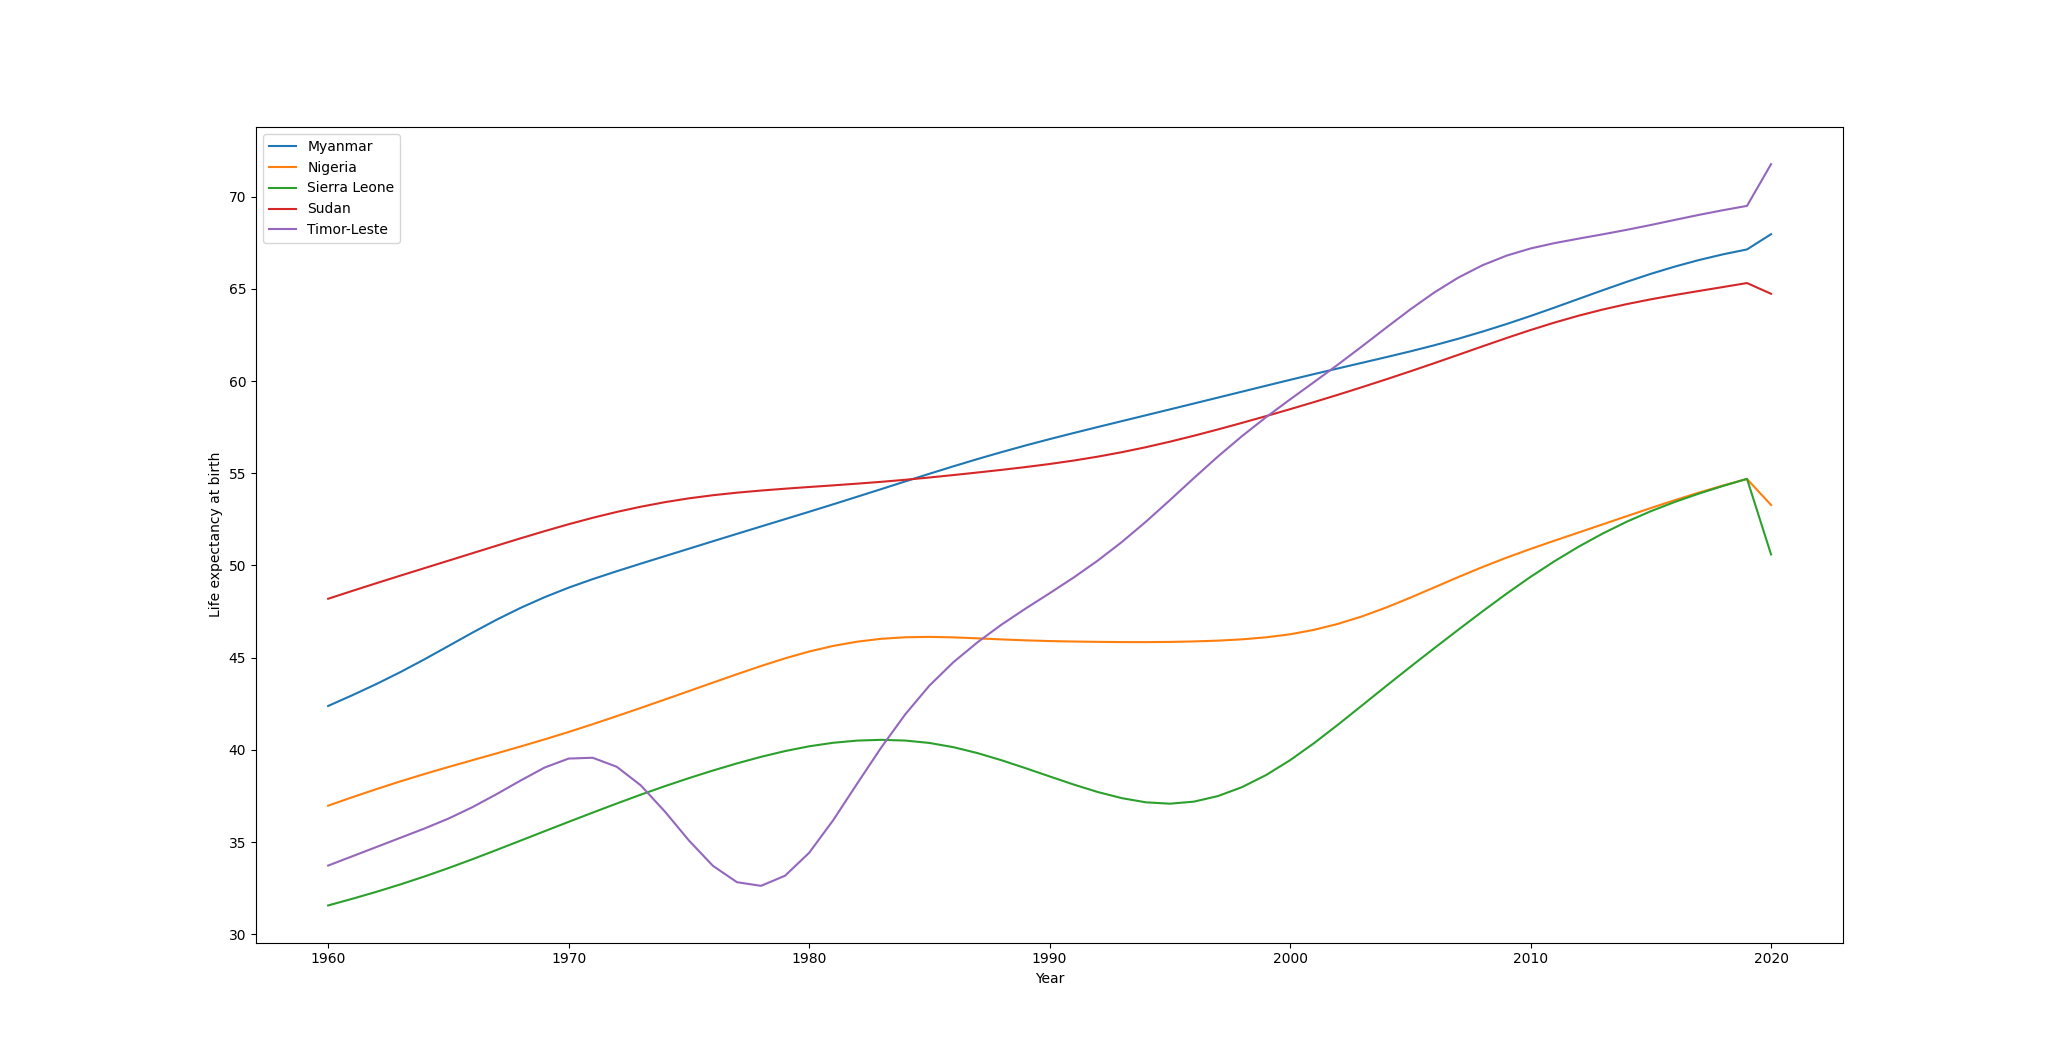 Myanmar
Nigeria
Sierra Leone
Sudan
Timor-Leste
70
65
60
55
50
45
40
35
30
Life expectancy at birth
1960 1970 1980 1990 2000 2010 2020
Year